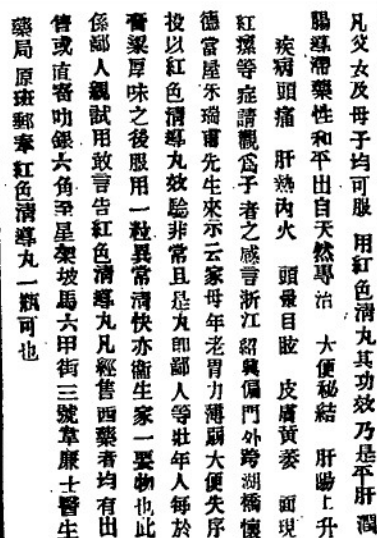 凡父女及母子均可服 用紅色清丸其功效乃是平肝 潤
腸導滯藥性和平出自天然專治 大便秘結 肝陽上升
疾病頭痛 肝熱內火 頭暈目眩 皮膚黃萎 面現
紅瘰等症請觀爲子者之感言浙江紹興偏門外跨湖橋懷
德當屋朱瑞甫先生來示云家母年老胃力薄弱大便失序
投以紅色清導丸效驗非常且是丸卽鄙人等壯年人每於
膏粱厚味之後服用一粒異常清快亦衞生家一要物也此
係鄙人親試用敢言告紅色清導丸凡經售西藥者均有出
售或直寄叻銀六角至星架坡馬六甲街三號韋廉士醫生
藥局原班郵奉紅色清導丸一瓶可也